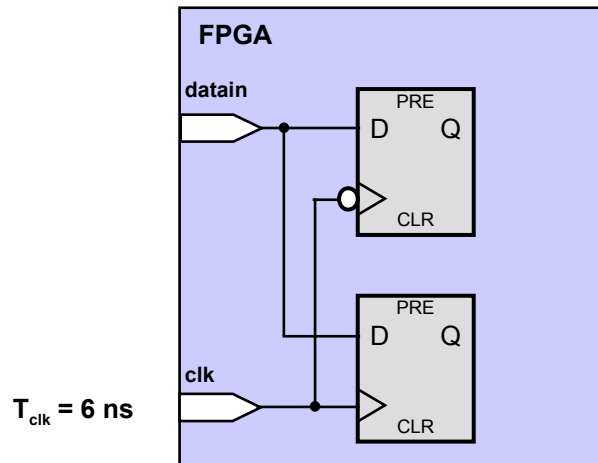 FPGA
datain
PRE
D Q
CLR
PRE
D Q
clk
T_clk = 6 ns
CLR